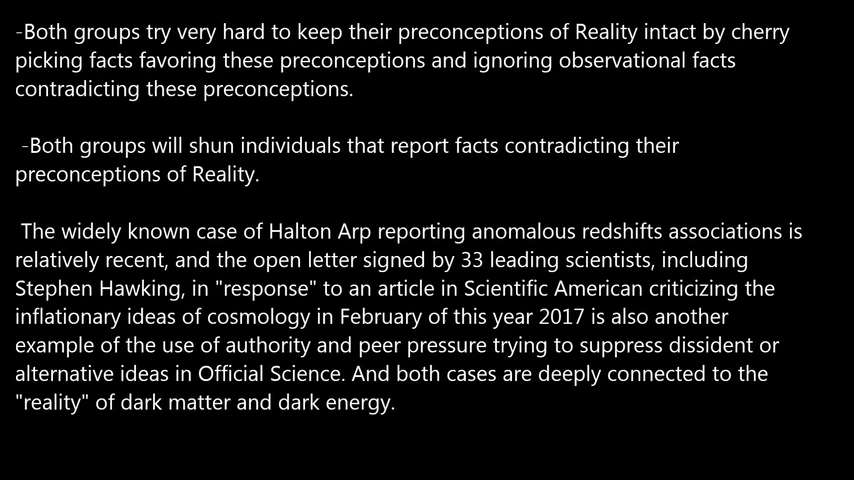 -Both groups try very hard to keep their preconceptions of Reality intact by cherry
picking facts favoring these preconceptions and ignoring observational facts
contradicting these preconceptions.
-Both groups will shun individuals that report facts contradicting their
preconceptions of Reality.
The widely known case of Halton Arp reporting anomalous redshifts associations is
relatively recent, and the open letter signed by 33 leading scientists, including
Stephen Hawking, in "response" to an article in Scientific American criticizing the
inflationary ideas of cosmology in February of this year 2017 is also another
example of the use of authority and peer pressure trying to suppress dissident or
alternative ideas in Official Science. And both cases are deeply connected to the
"reality" of dark matter and dark energy.